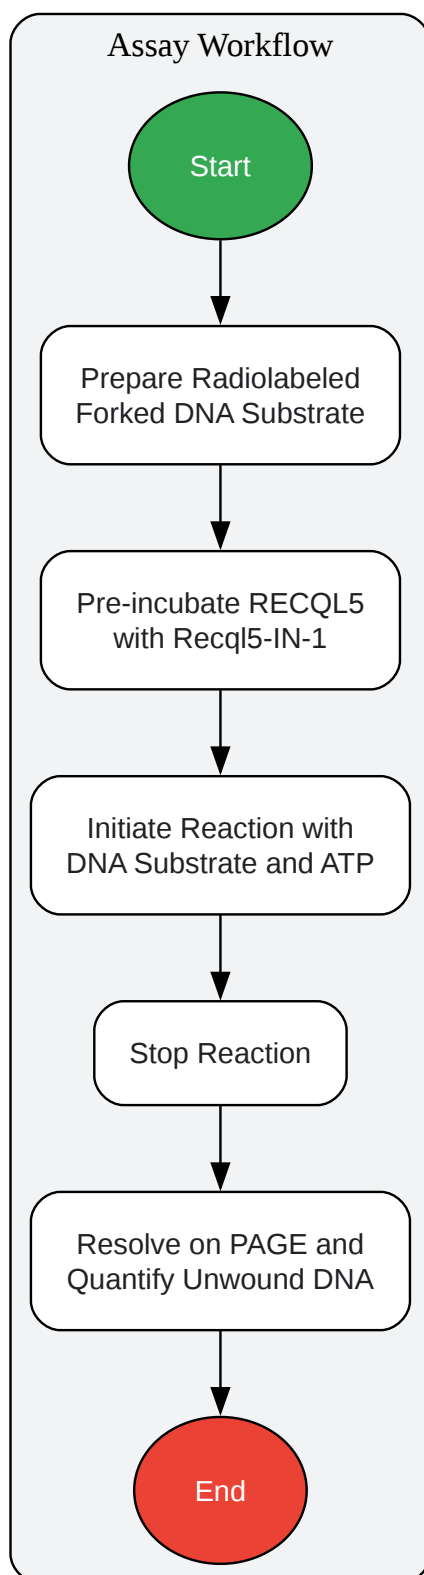 Assay Workflow
Start
Prepare Radiolabeled
Forked DNA Substrate
Pre-incubate RECQL5
with Recql5-IN-1
Initiate Reaction with
DNA Substrate and ATP
Stop Reaction
Resolve on PAGE and
Quantify Unwound DNA
End